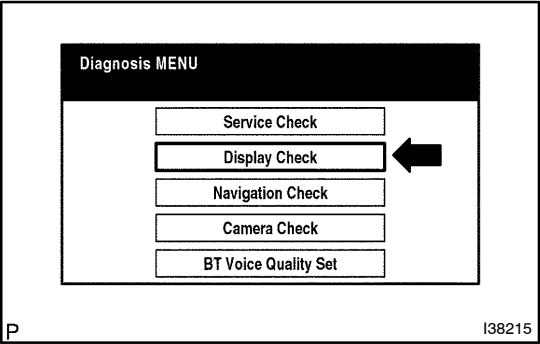 Diagnosis MENU
Service Check
Display Check
Navigation Check
Camera Check
BT Voice Quality Set
P
I38215